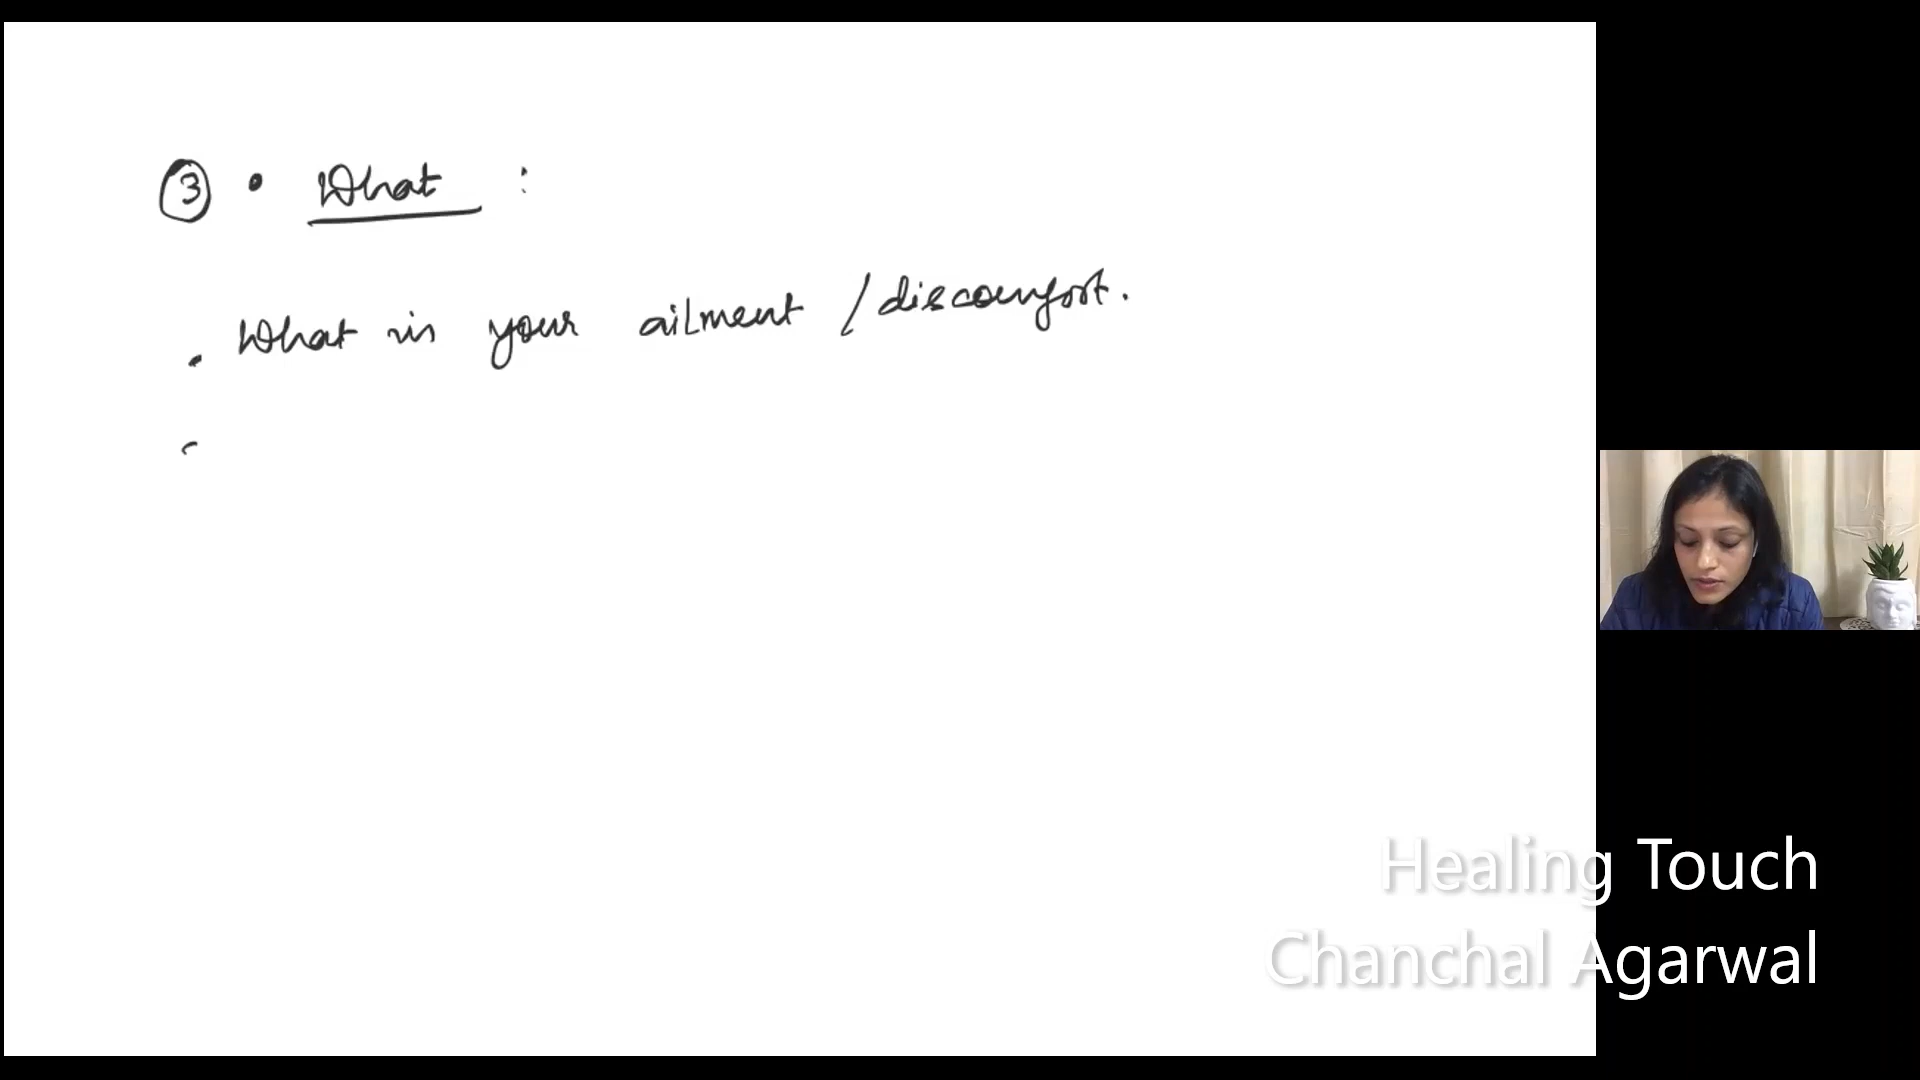 ③ • What :
• What is your ailment / discomfort.
Healing Touch
Chanchal Agarwal